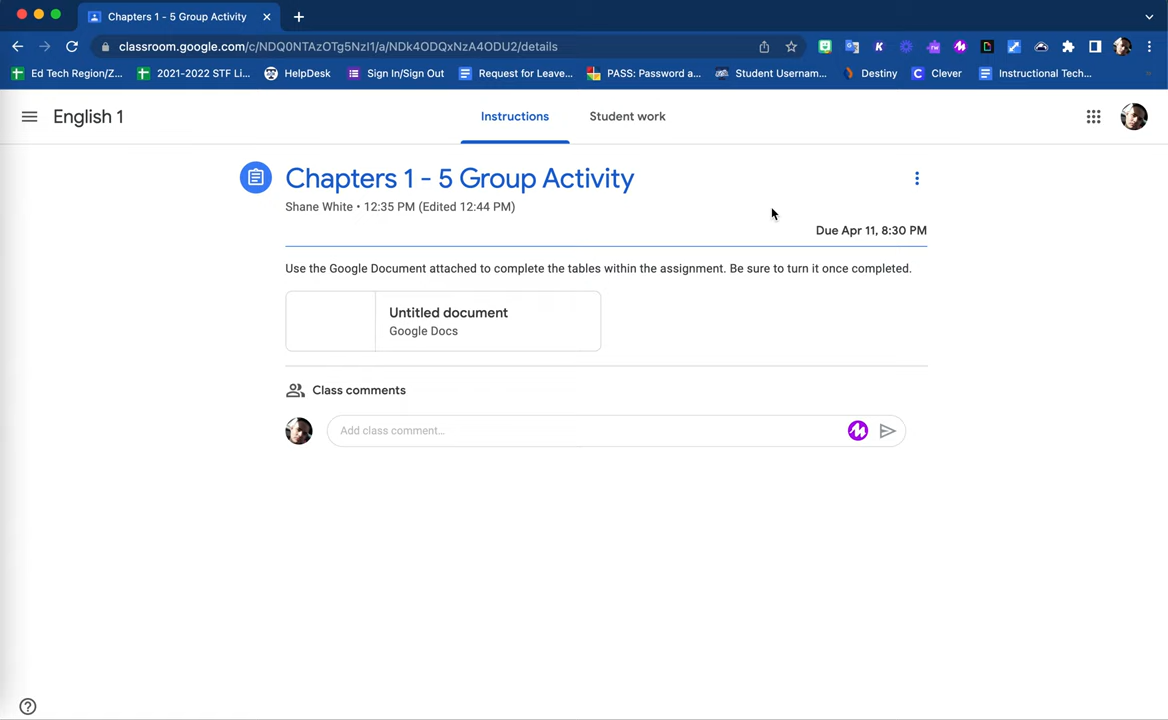 Chapters 1 - 5 Group Activity
classroom.google.com/c/NDQ0NTAzOTg5NzI1/a/NDk4ODQxNzA4ODU2/details
Ed Tech Region/Z... 2021-2022 STF Li... HelpDesk Sign In/Sign Out Request for Leave... PASS: Password a... Student Usernam... Destiny Clever Instructional Tech...
English 1 Instructions Student work
Chapters 1 - 5 Group Activity
Shane White • 12:35 PM (Edited 12:44 PM)
Due Apr 11, 8:30 PM
Use the Google Document attached to complete the tables within the assignment. Be sure to turn it once completed.
Untitled document
Google Docs
Class comments
Add class comment...